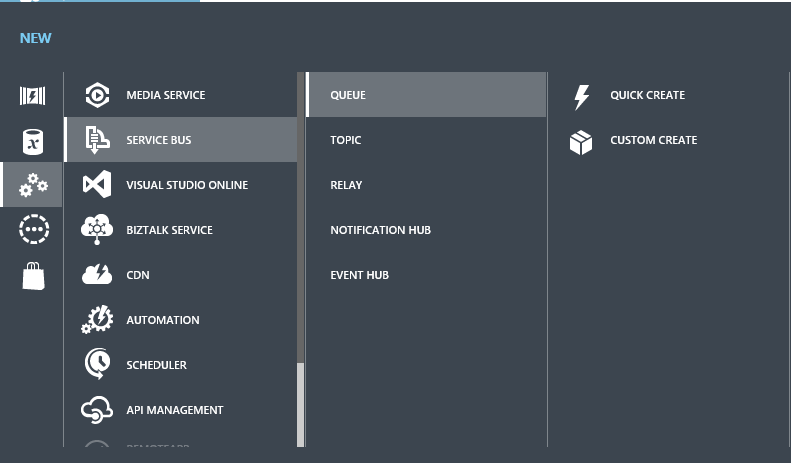 NEW
MEDIA SERVICE
SERVICE BUS
VISUAL STUDIO ONLINE
BIZTALK SERVICE
CDN
AUTOMATION
SCHEDULER
API MANAGEMENT
QUEUE
TOPIC
RELAY
NOTIFICATION HUB
EVENT HUB
QUICK CREATE
CUSTOM CREATE